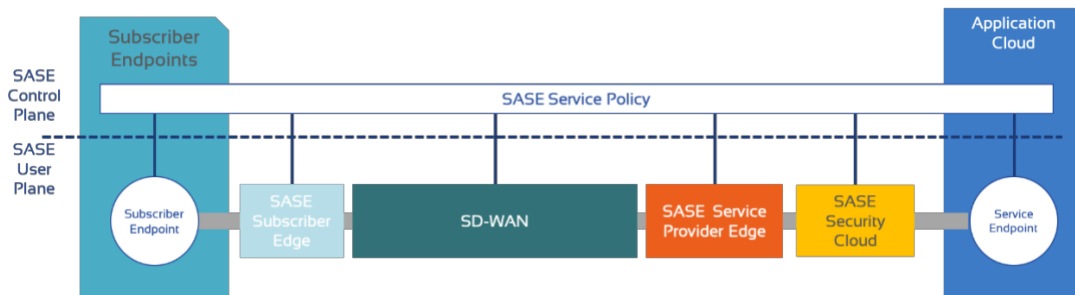 Subscriber
Endpoints
Application
Cloud
SASE
Control
Plane
SASE Service Policy
SASE
User
Plane
Subscriber
Endpoint
SASE
Subscriber
Edge
SD-WAN
SASE Service
Provider Edge
SASE
Security
Cloud
Service
Endpoint